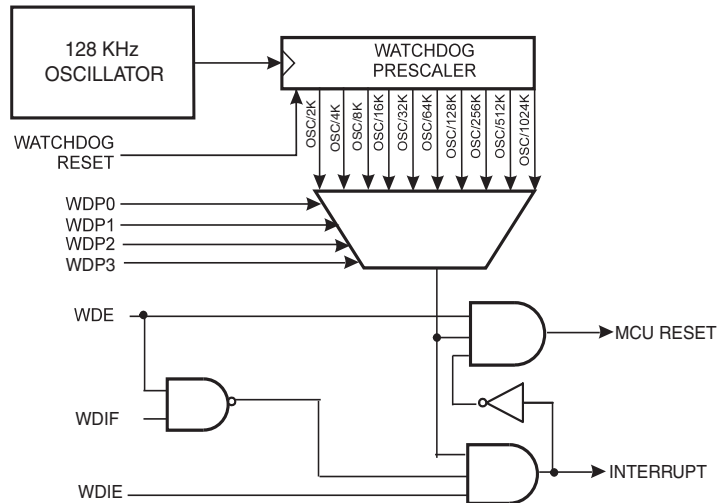 128 KHz
OSCILLATOR
WATCHDOG
PRESCALER
OSC/2K
OSC/4K
OSC/8K
OSC/16K
OSC/32K
OSC/64K
OSC/128K
OSC/256K
OSC/512K
OSC/1024K
WATCHDOG
RESET
WDP0
WDP1
WDP2
WDP3
WDE
MCU RESET
WDIF
INTERRUPT
WDIE